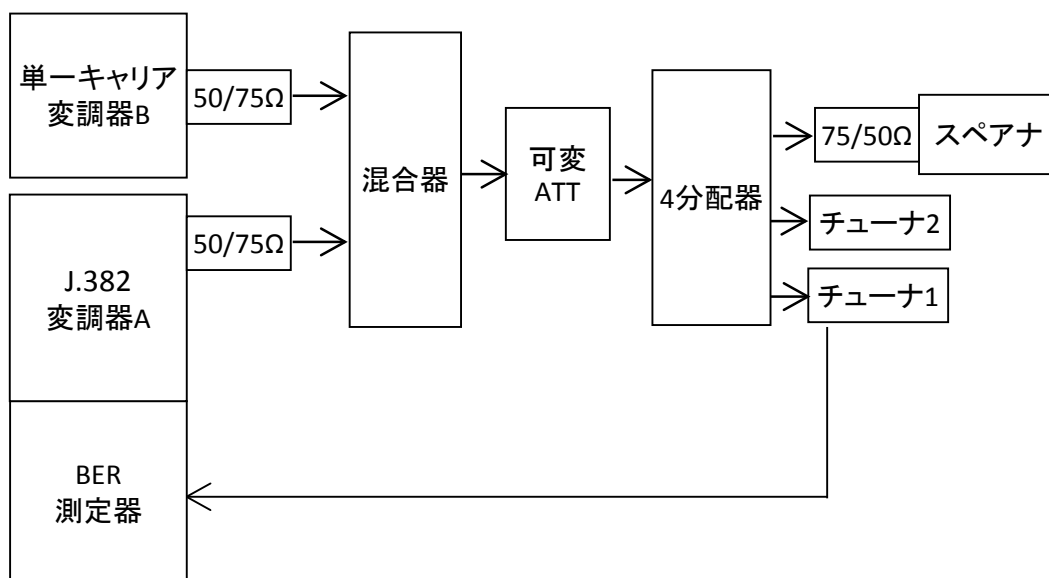 単一キャリア
変調器B
50/75Ω
混合器
可変
ATT
4分配器
75/50Ω
スペアナ
チューナ2
チューナ1
50/75Ω
J.382
変調器A
BER
測定器